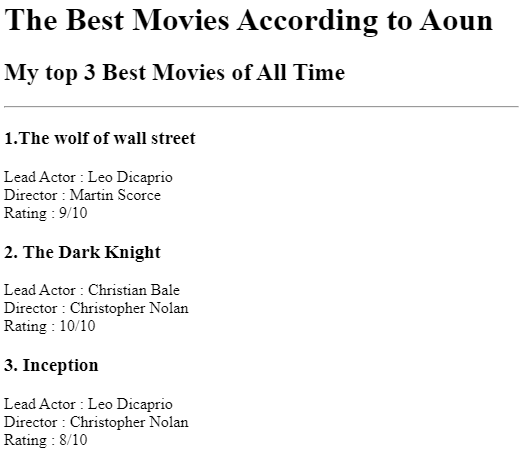 The Best Movies According to Aoun
My top 3 Best Movies of All Time
1.The wolf of wall street
Lead Actor : Leo Dicaprio
Director : Martin Scorce
Rating : 9/10
2. The Dark Knight
Lead Actor : Christian Bale
Director : Christopher Nolan
Rating : 10/10
3. Inception
Lead Actor : Leo Dicaprio
Director : Christopher Nolan
Rating : 8/10